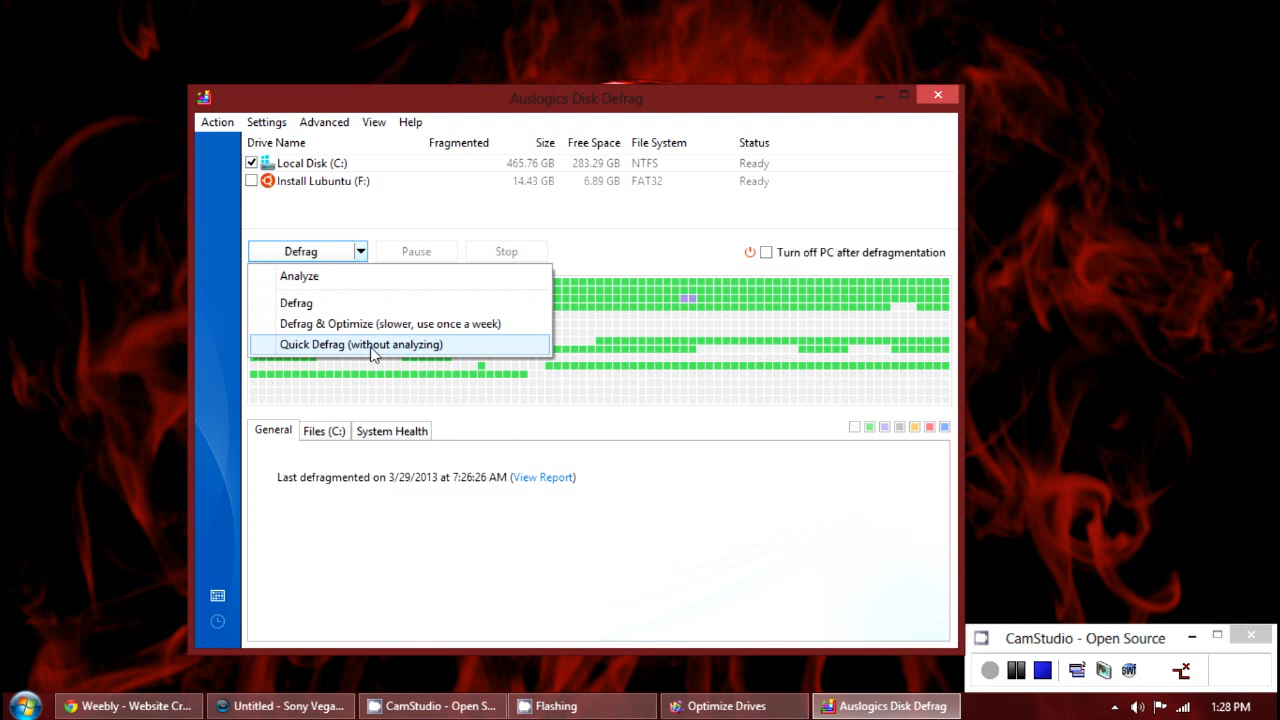 Auslogics Disk Defrag
Action Settings Advanced View Help
Drive Name Fragmented Size Free Space File System Status
Local Disk (C:) 465.76 GB 283.29 GB NTFS Ready
Install Lubuntu (F:) 14.43 GB 6.89 GB FAT32 Ready
Defrag Pause Stop Turn off PC after defragmentation
Analyze
Defrag
Defrag & Optimize (slower, use once a week)
Quick Defrag (without analyzing)
General Files (C:) System Health
Last defragmented on 3/29/2013 at 7:26:26 AM (View Report)
CamStudio - Open Source
SWF
Weebly - Website Cr... Untitled - Sony Vega... CamStudio - Open S... Flashing Optimize Drives Auslogics Disk Defrag 1:28 PM